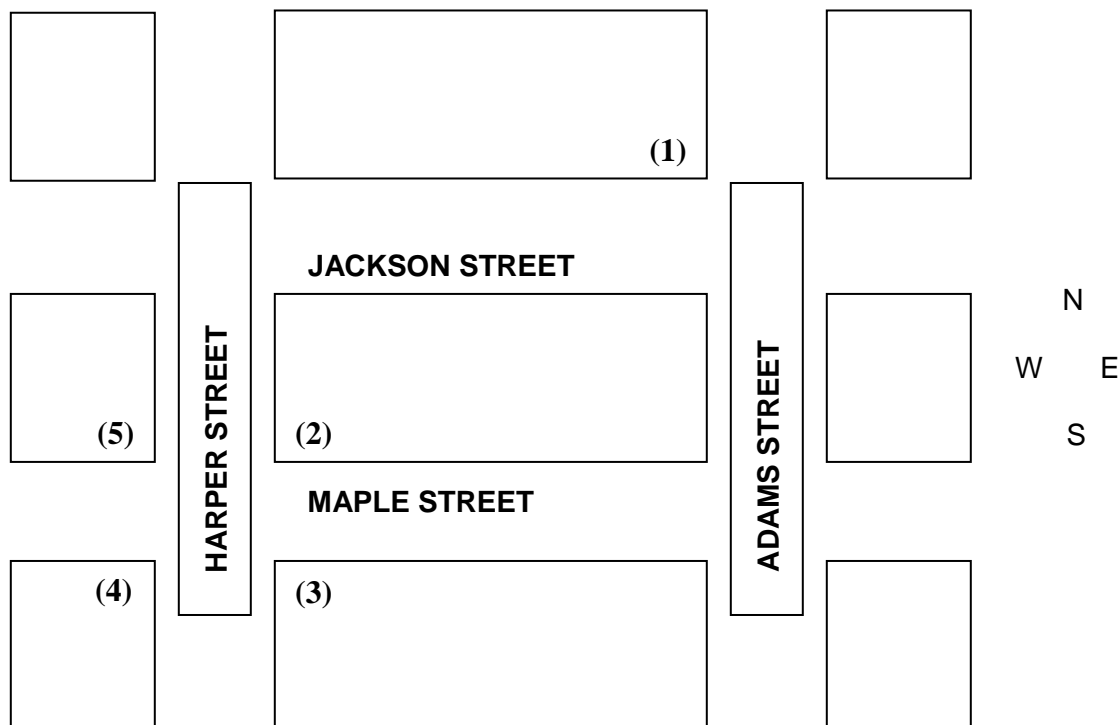 (1)
JACKSON STREET
N
W E
S
HARPER STREET
ADAMS STREET
(5)
(2)
MAPLE STREET
(4)
(3)